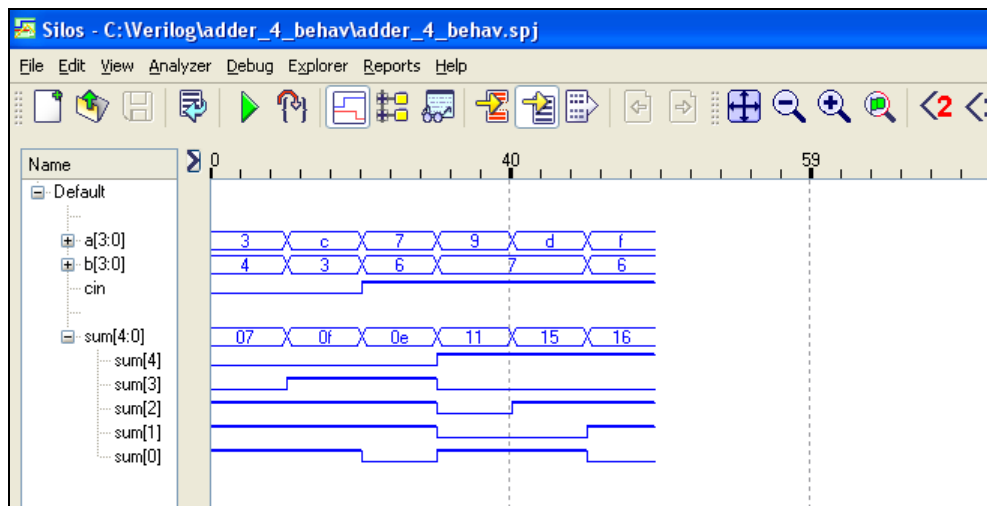 Silos - C:\Verilog\adder_4_behav\adder_4_behav.spj
File Edit View Analyzer Debug Explorer Reports Help
2
Name 0 40 59
Default
a[3:0] 3 c 7 9 d f
b[3:0] 4 3 6 7 6
cin
sum[4:0] 07 0f 0e 11 15 16
sum[4]
sum[3]
sum[2]
sum[1]
sum[0]